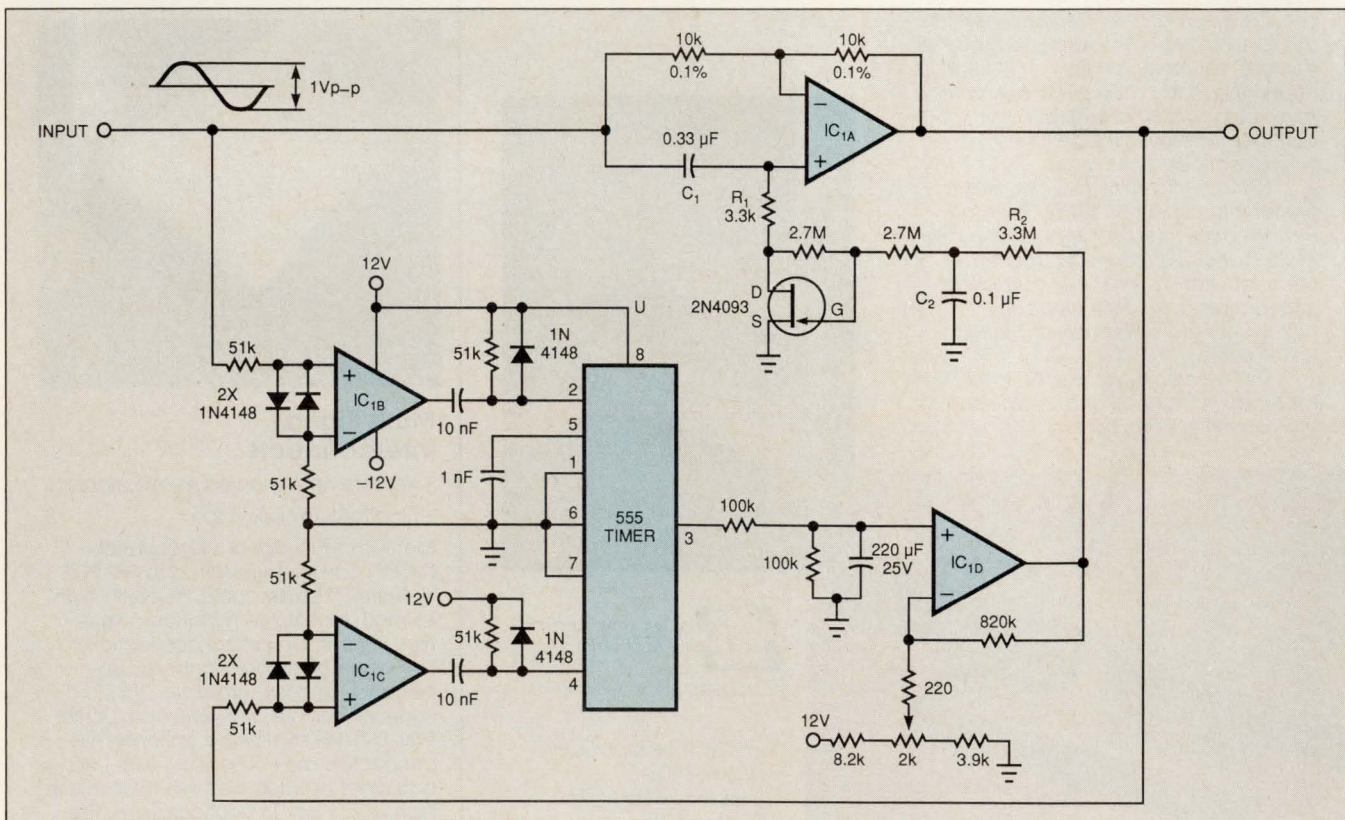 1Vp–p
INPUT
10k
0.1%
10k
0.1%
–
+
IC1A
OUTPUT
0.33 µF
C1
R1
3.3k
2.7M
2.7M
R2
3.3M
D
S
G
2N4093
C2
0.1 µF
12V
51k
2X
1N4148
+
–
IC1B
–12V
51k
10 nF
51k
1N
4148
U
8
2
5
1
6
7
4
3
1 nF
555
TIMER
51k
2X
1N4148
51k
–
+
IC1C
10 nF
12V
51k
1N
4148
100k
100k
220 µF
25V
+
–
IC1D
820k
220
12V
8.2k
2k
3.9k